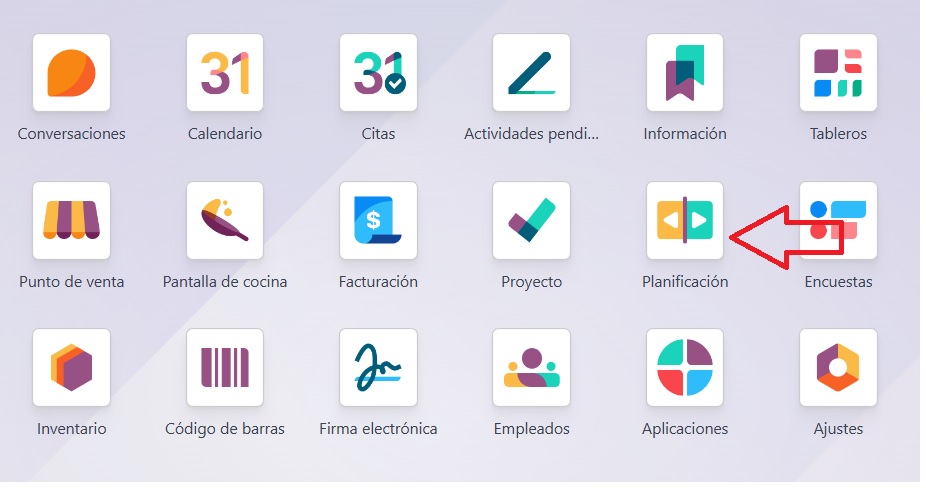 31
31
Conversaciones
Calendario
Citas
Actividades pendi...
Información
Tableros
$
Punto de venta
Pantalla de cocina
Facturación
Proyecto
Planificación
Encuestas
Inventario
Código de barras
Firma electrónica
Empleados
Aplicaciones
Ajustes